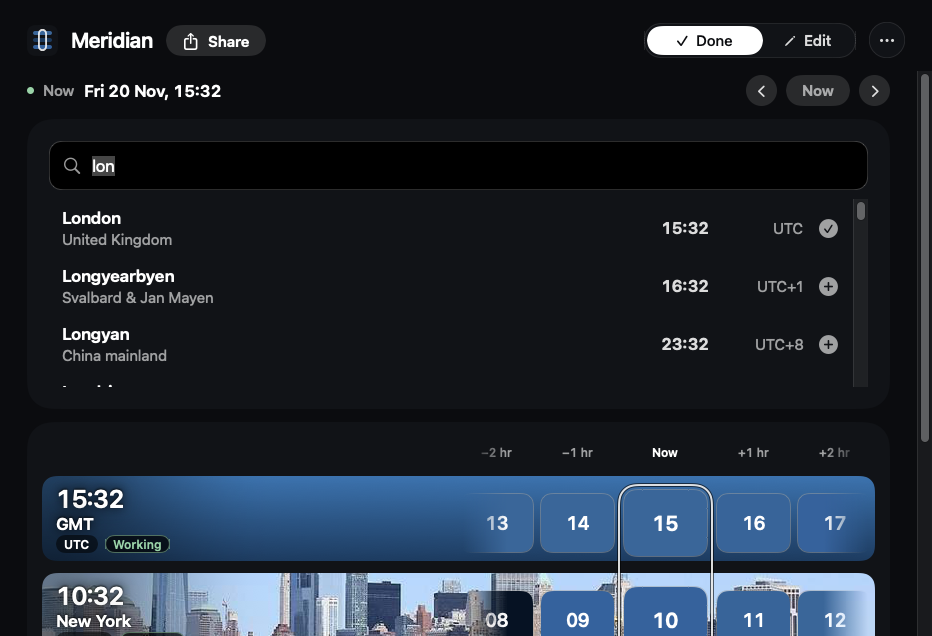 Meridian
Share
Done
Edit
Now Fri 20 Nov, 15:32
Now
lon
London
United Kingdom
15:32
UTC
Longyearbyen
Svalbard & Jan Mayen
16:32
UTC+1
Longyan
China mainland
23:32
UTC+8
−2 hr
−1 hr
Now
+1 hr
+2 hr
15:32
GMT
UTC
Working
13
14
15
16
17
10:32
New York
08
09
10
11
12